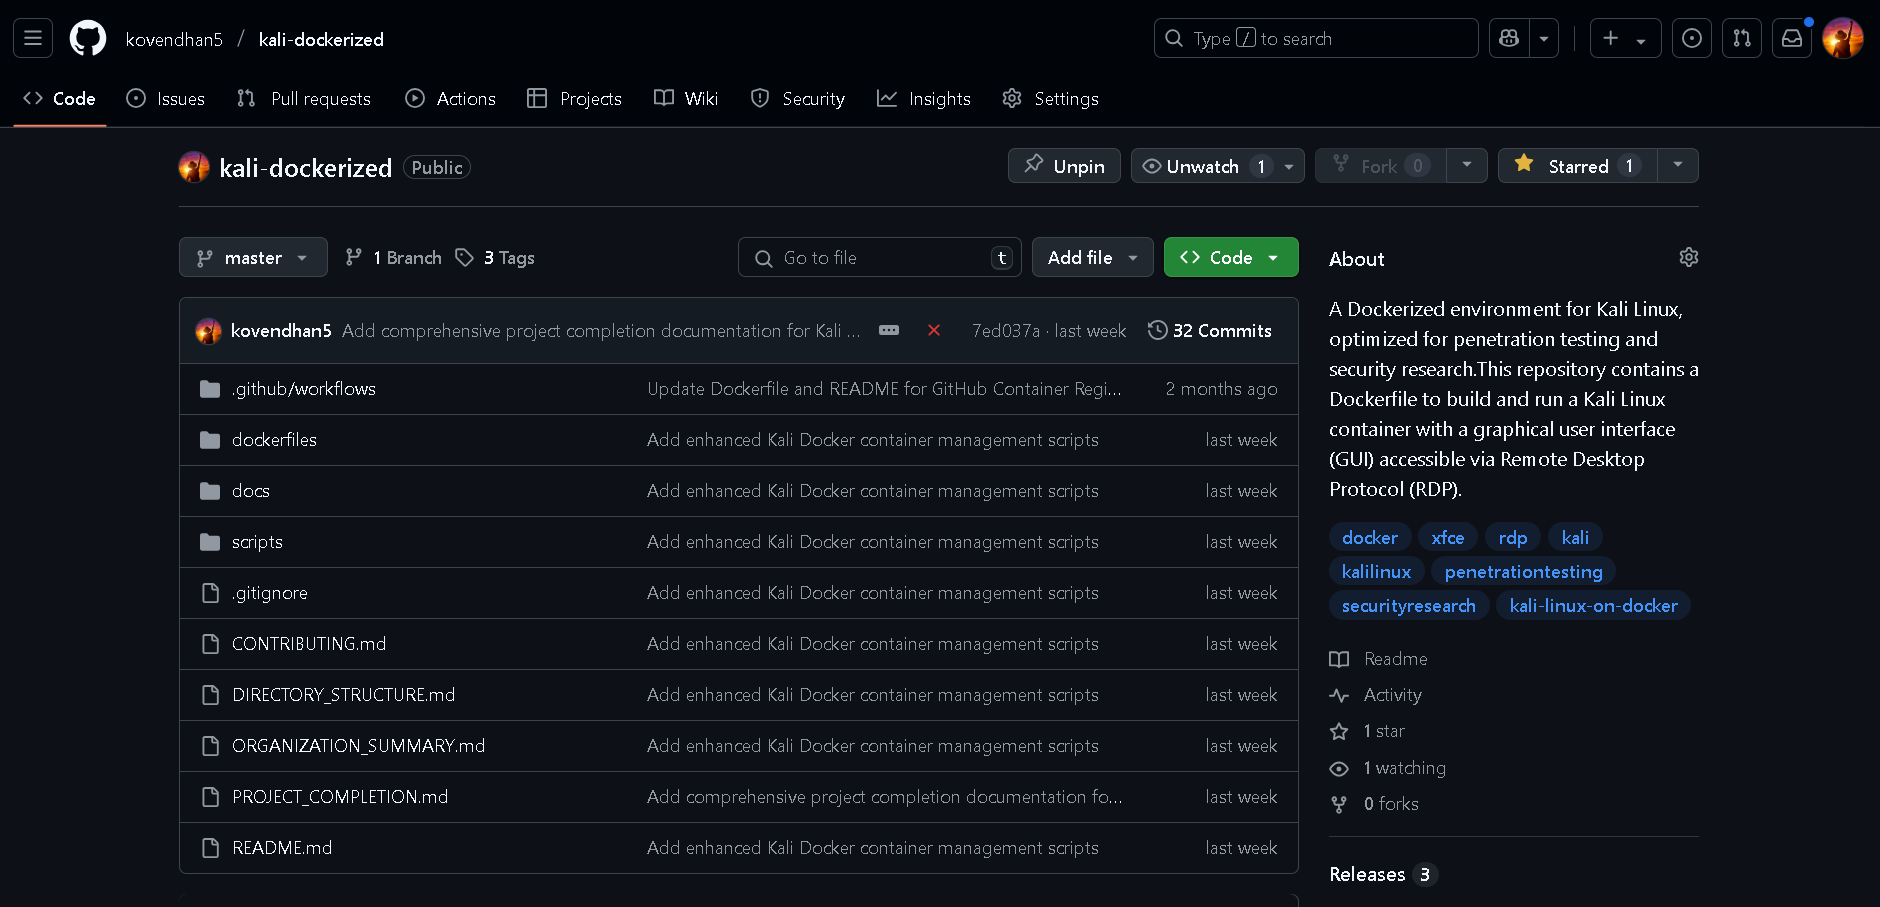 kovendhan5 / kali-dockerized
Type / to search
Code Issues Pull requests Actions Projects Wiki Security Insights Settings
kali-dockerized Public
Unpin Unwatch 1 Fork 0 Starred 1
master 1 Branch 3 Tags Go to file t Add file Code
kovendhan5 Add comprehensive project completion documentation for Kali ... 7ed037a · last week 32 Commits
.github/workflows Update Dockerfile and README for GitHub Container Regi... 2 months ago
dockerfiles Add enhanced Kali Docker container management scripts last week
docs Add enhanced Kali Docker container management scripts last week
scripts Add enhanced Kali Docker container management scripts last week
.gitignore Add enhanced Kali Docker container management scripts last week
CONTRIBUTING.md Add enhanced Kali Docker container management scripts last week
DIRECTORY_STRUCTURE.md Add enhanced Kali Docker container management scripts last week
ORGANIZATION_SUMMARY.md Add enhanced Kali Docker container management scripts last week
PROJECT_COMPLETION.md Add comprehensive project completion documentation fo... last week
README.md Add enhanced Kali Docker container management scripts last week
About
A Dockerized environment for Kali Linux,
optimized for penetration testing and
security research.This repository contains a
Dockerfile to build and run a Kali Linux
container with a graphical user interface
(GUI) accessible via Remote Desktop
Protocol (RDP).
docker xfce rdp kali
kalilinux penetrationtesting
securityresearch kali-linux-on-docker
Readme
Activity
1 star
1 watching
0 forks
Releases 3